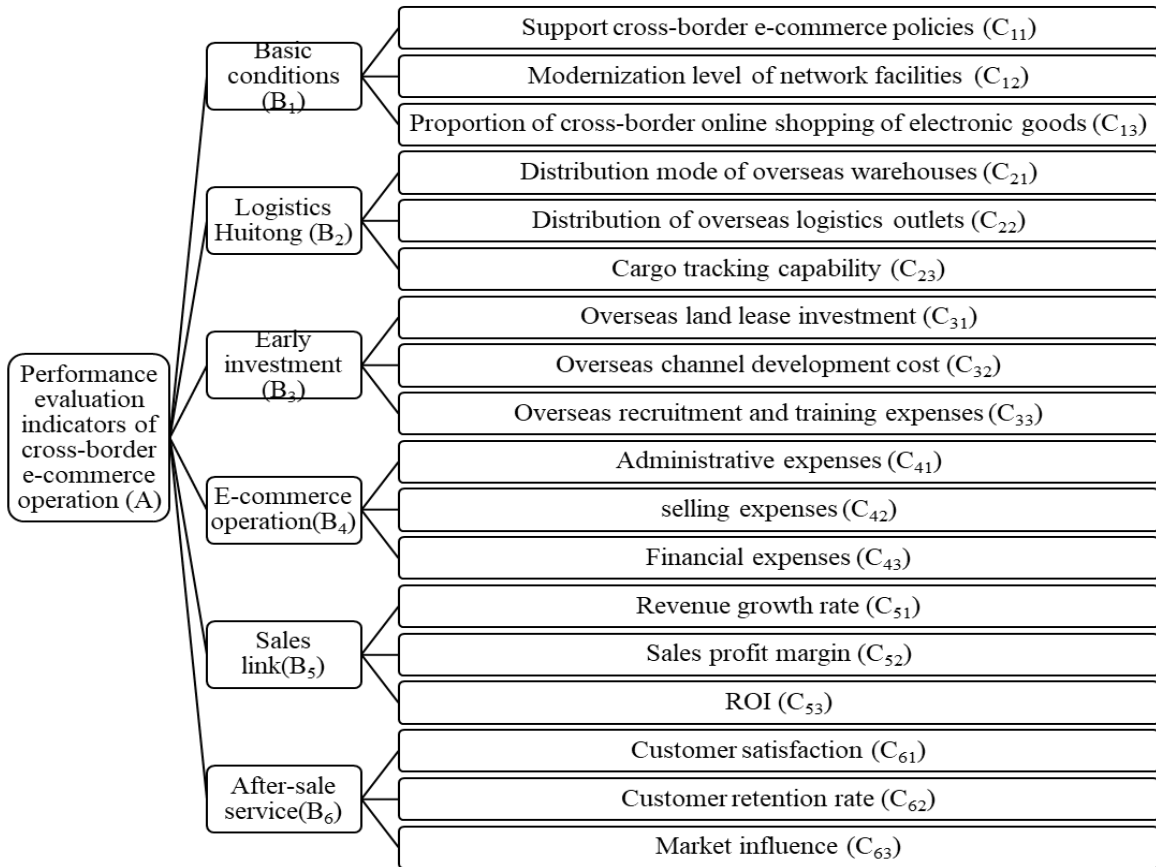 Performance
evaluation
indicators of
cross-border
e-commerce
operation (A)
Basic
conditions
(B₁)
Support cross-border e-commerce policies (C₁₁)
Modernization level of network facilities (C₁₂)
Proportion of cross-border online shopping of electronic goods (C₁₃)
Logistics
Huitong (B₂)
Distribution mode of overseas warehouses (C₂₁)
Distribution of overseas logistics outlets (C₂₂)
Cargo tracking capability (C₂₃)
Early
investment
(B₃)
Overseas land lease investment (C₃₁)
Overseas channel development cost (C₃₂)
Overseas recruitment and training expenses (C₃₃)
E-commerce
operation(B₄)
Administrative expenses (C₄₁)
selling expenses (C₄₂)
Financial expenses (C₄₃)
Sales
link(B₅)
Revenue growth rate (C₅₁)
Sales profit margin (C₅₂)
ROI (C₅₃)
After-sale
service(B₆)
Customer satisfaction (C₆₁)
Customer retention rate (C₆₂)
Market influence (C₆₃)